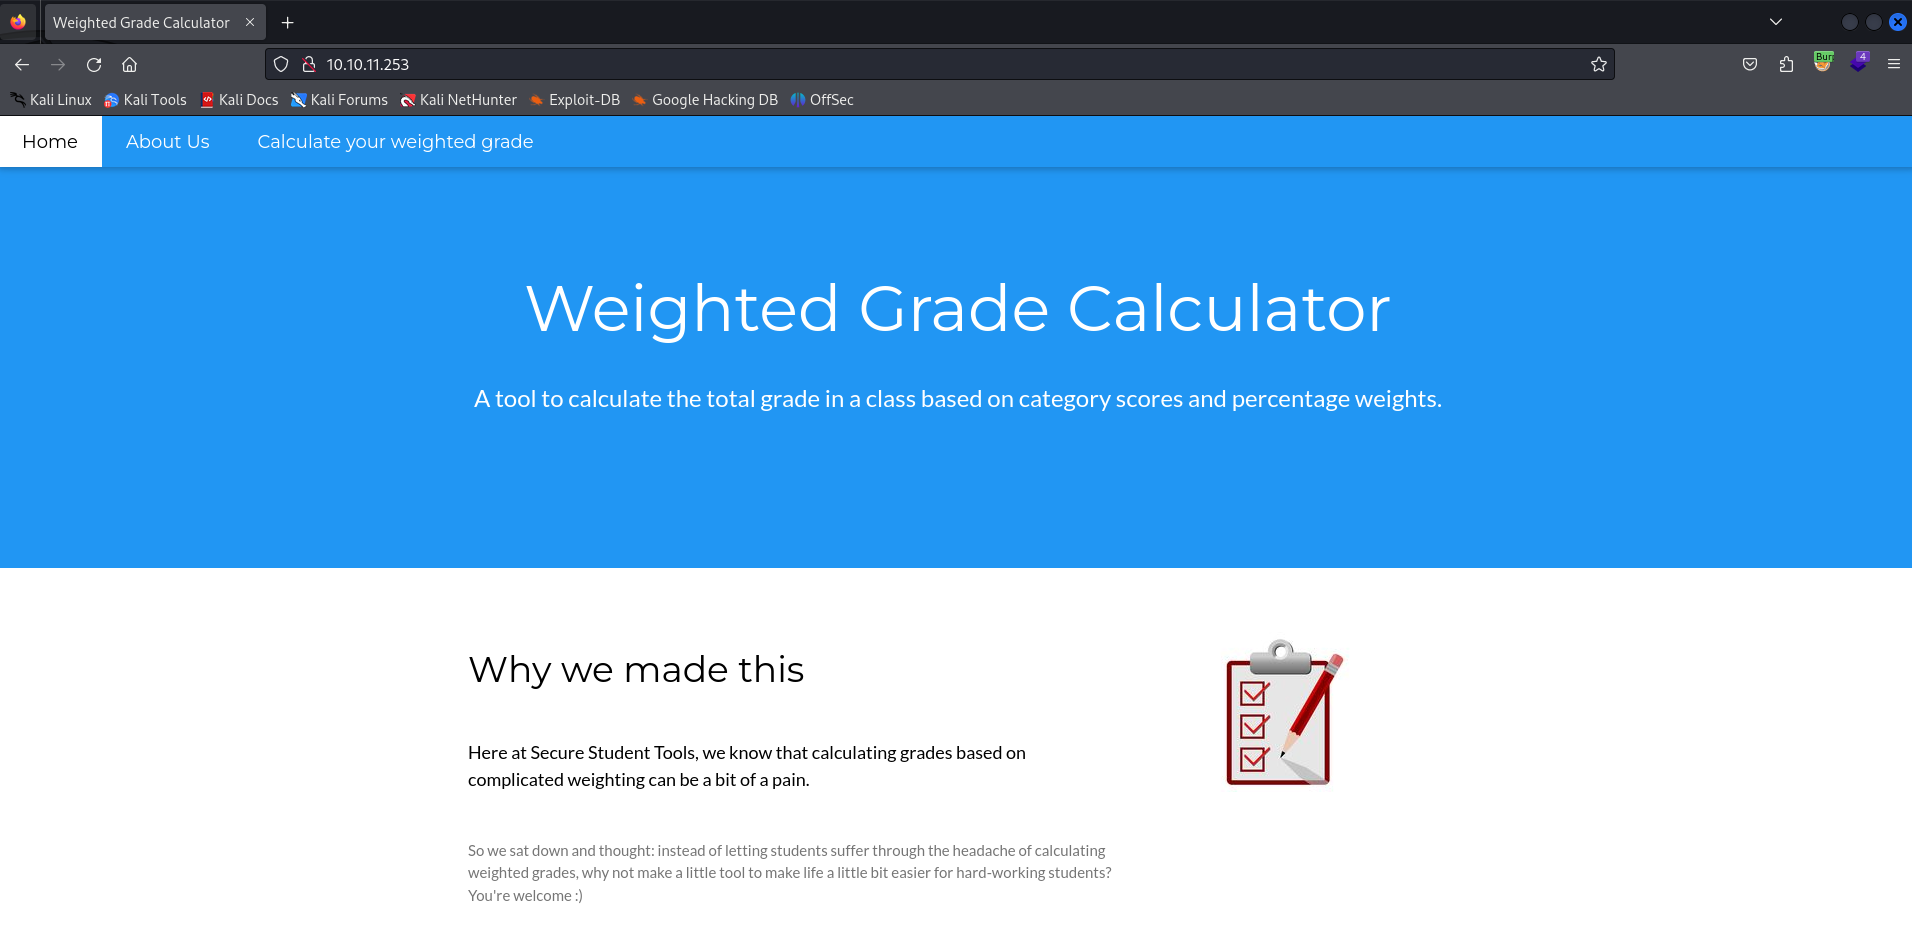 Weighted Grade Calculator
10.10.11.253
Burr
4
Kali Linux Kali Tools Kali Docs Kali Forums Kali NetHunter Exploit-DB Google Hacking DB OffSec
Home About Us Calculate your weighted grade
Weighted Grade Calculator
A tool to calculate the total grade in a class based on category scores and percentage weights.
Why we made this
Here at Secure Student Tools, we know that calculating grades based on
complicated weighting can be a bit of a pain.
So we sat down and thought: instead of letting students suffer through the headache of calculating
weighted grades, why not make a little tool to make life a little bit easier for hard-working students?
You're welcome :)